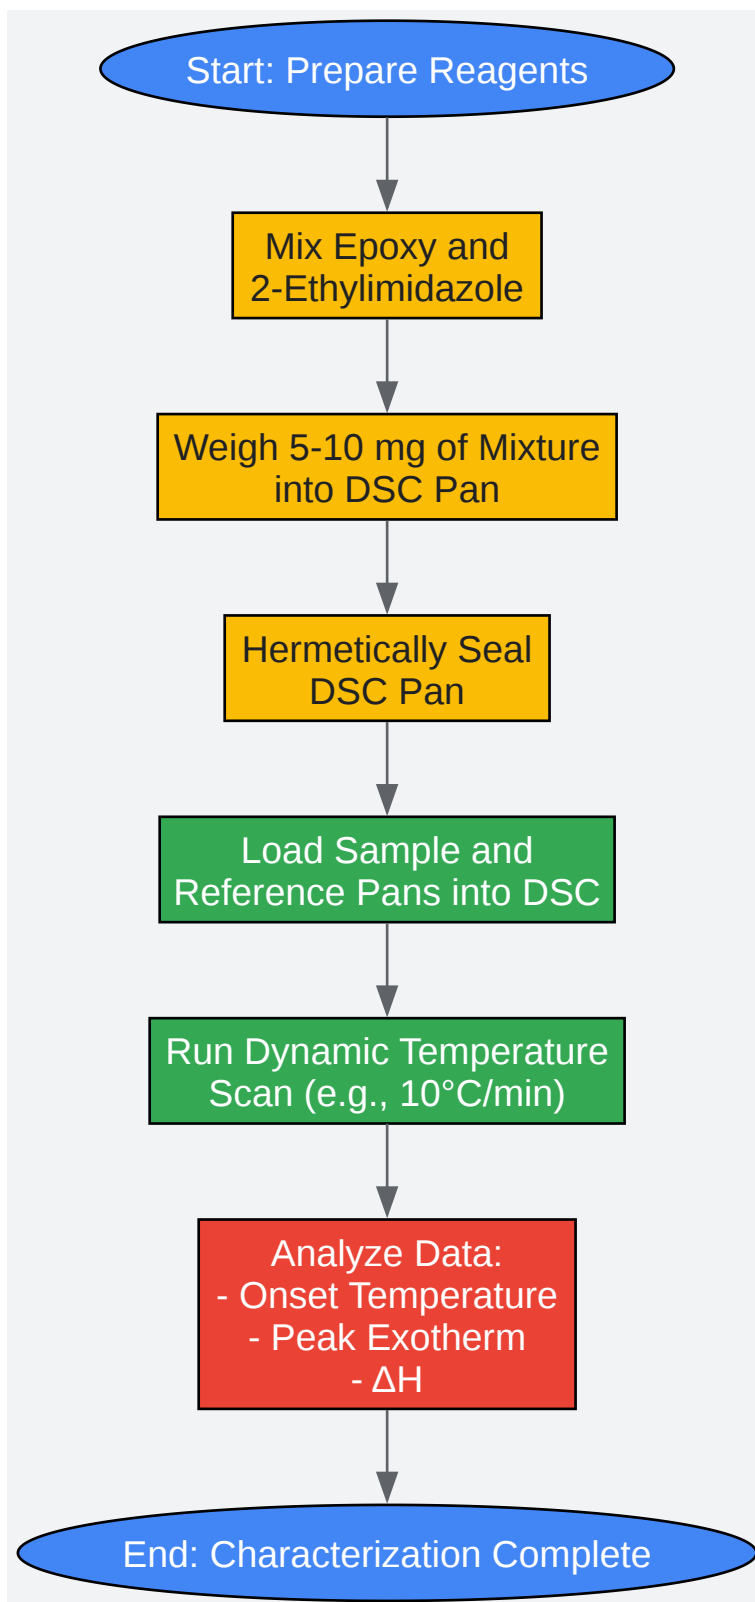 Start: Prepare Reagents
Mix Epoxy and
2-Ethylimidazole
Weigh 5-10 mg of Mixture
into DSC Pan
Hermetically Seal
DSC Pan
Load Sample and
Reference Pans into DSC
Run Dynamic Temperature
Scan (e.g., 10°C/min)
Analyze Data:
- Onset Temperature
- Peak Exotherm
- ΔH
End: Characterization Complete